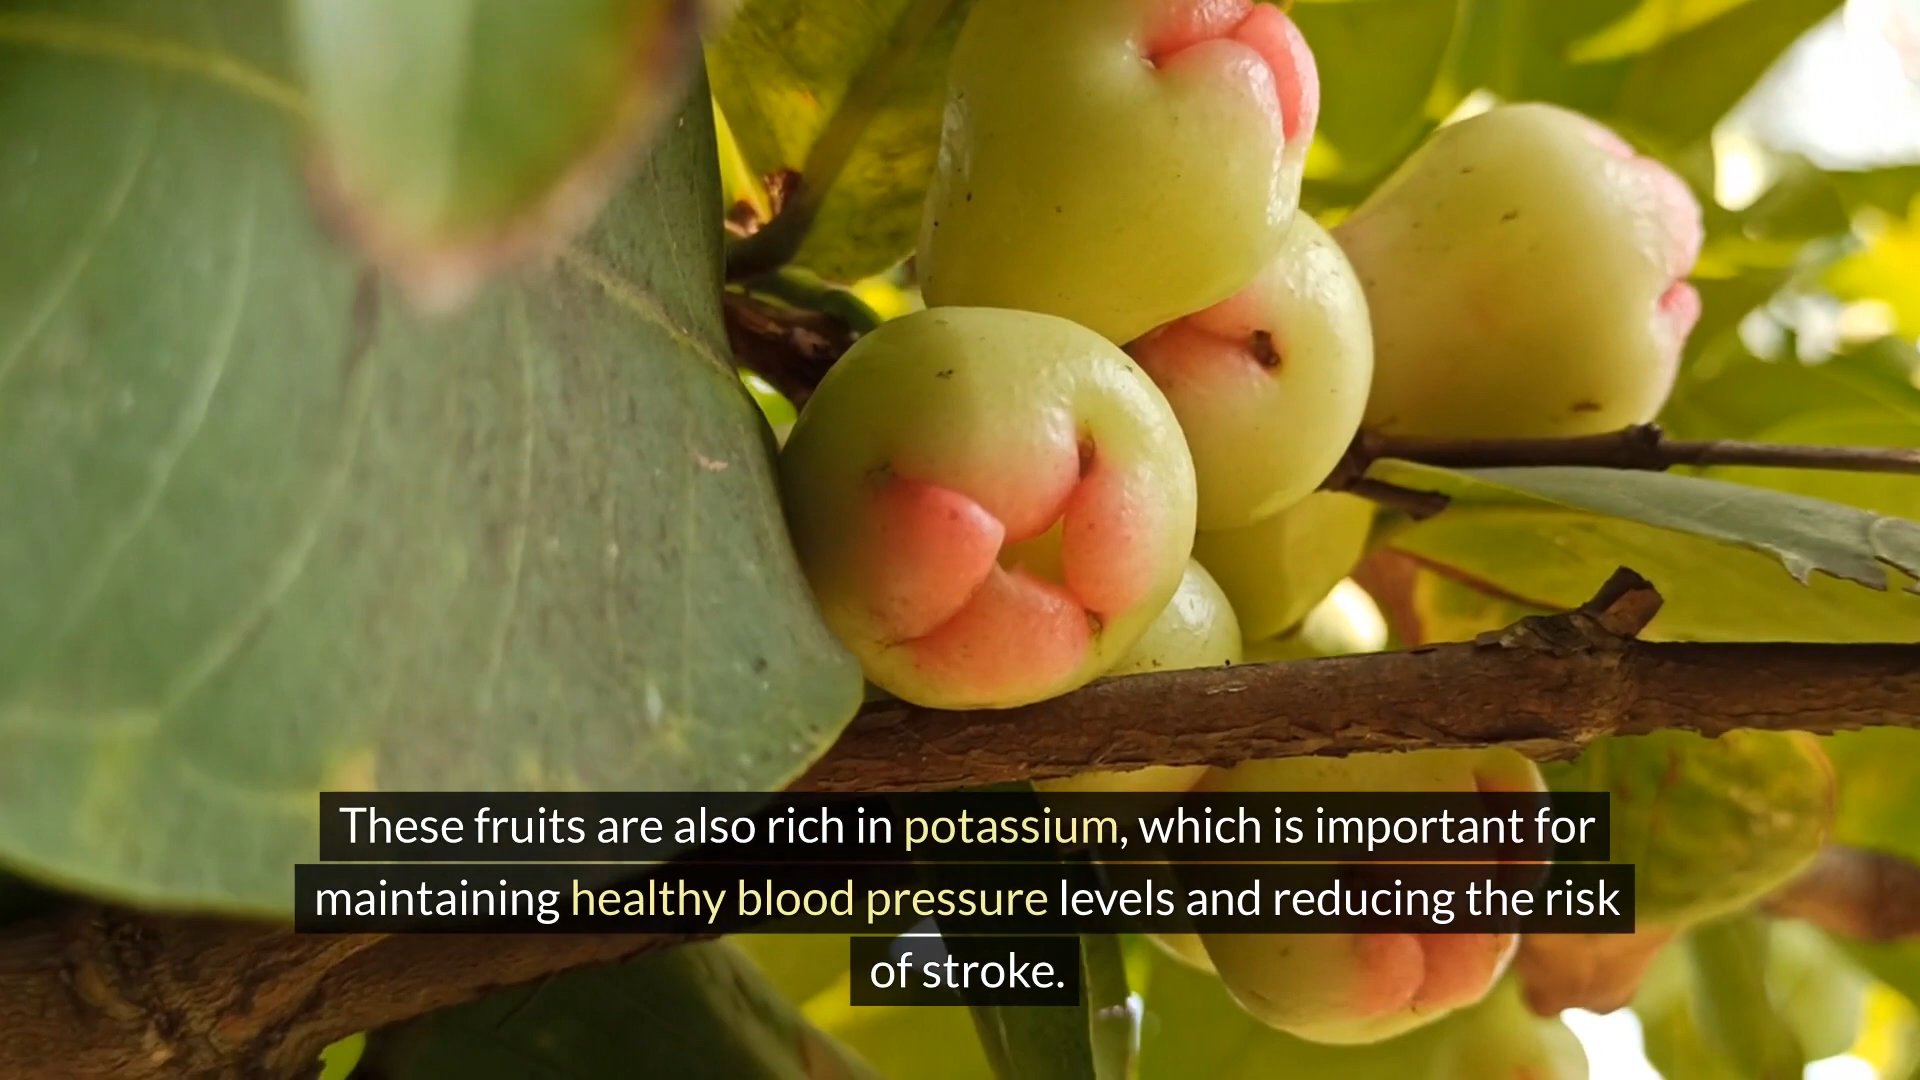 These fruits are also rich in potassium, which is important for
maintaining healthy blood pressure levels and reducing the risk
of stroke.